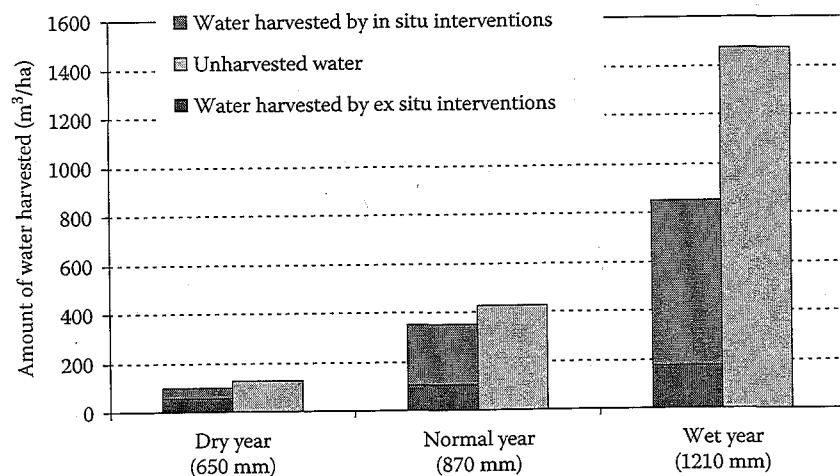 Amount of water harvested (m³/ha)
1600
1400
1200
1000
800
600
400
200
0
Water harvested by in situ interventions
Unharvested water
Water harvested by ex situ interventions
Dry year
(650 mm)
Normal year
(870 mm)
Wet year
(1210 mm)